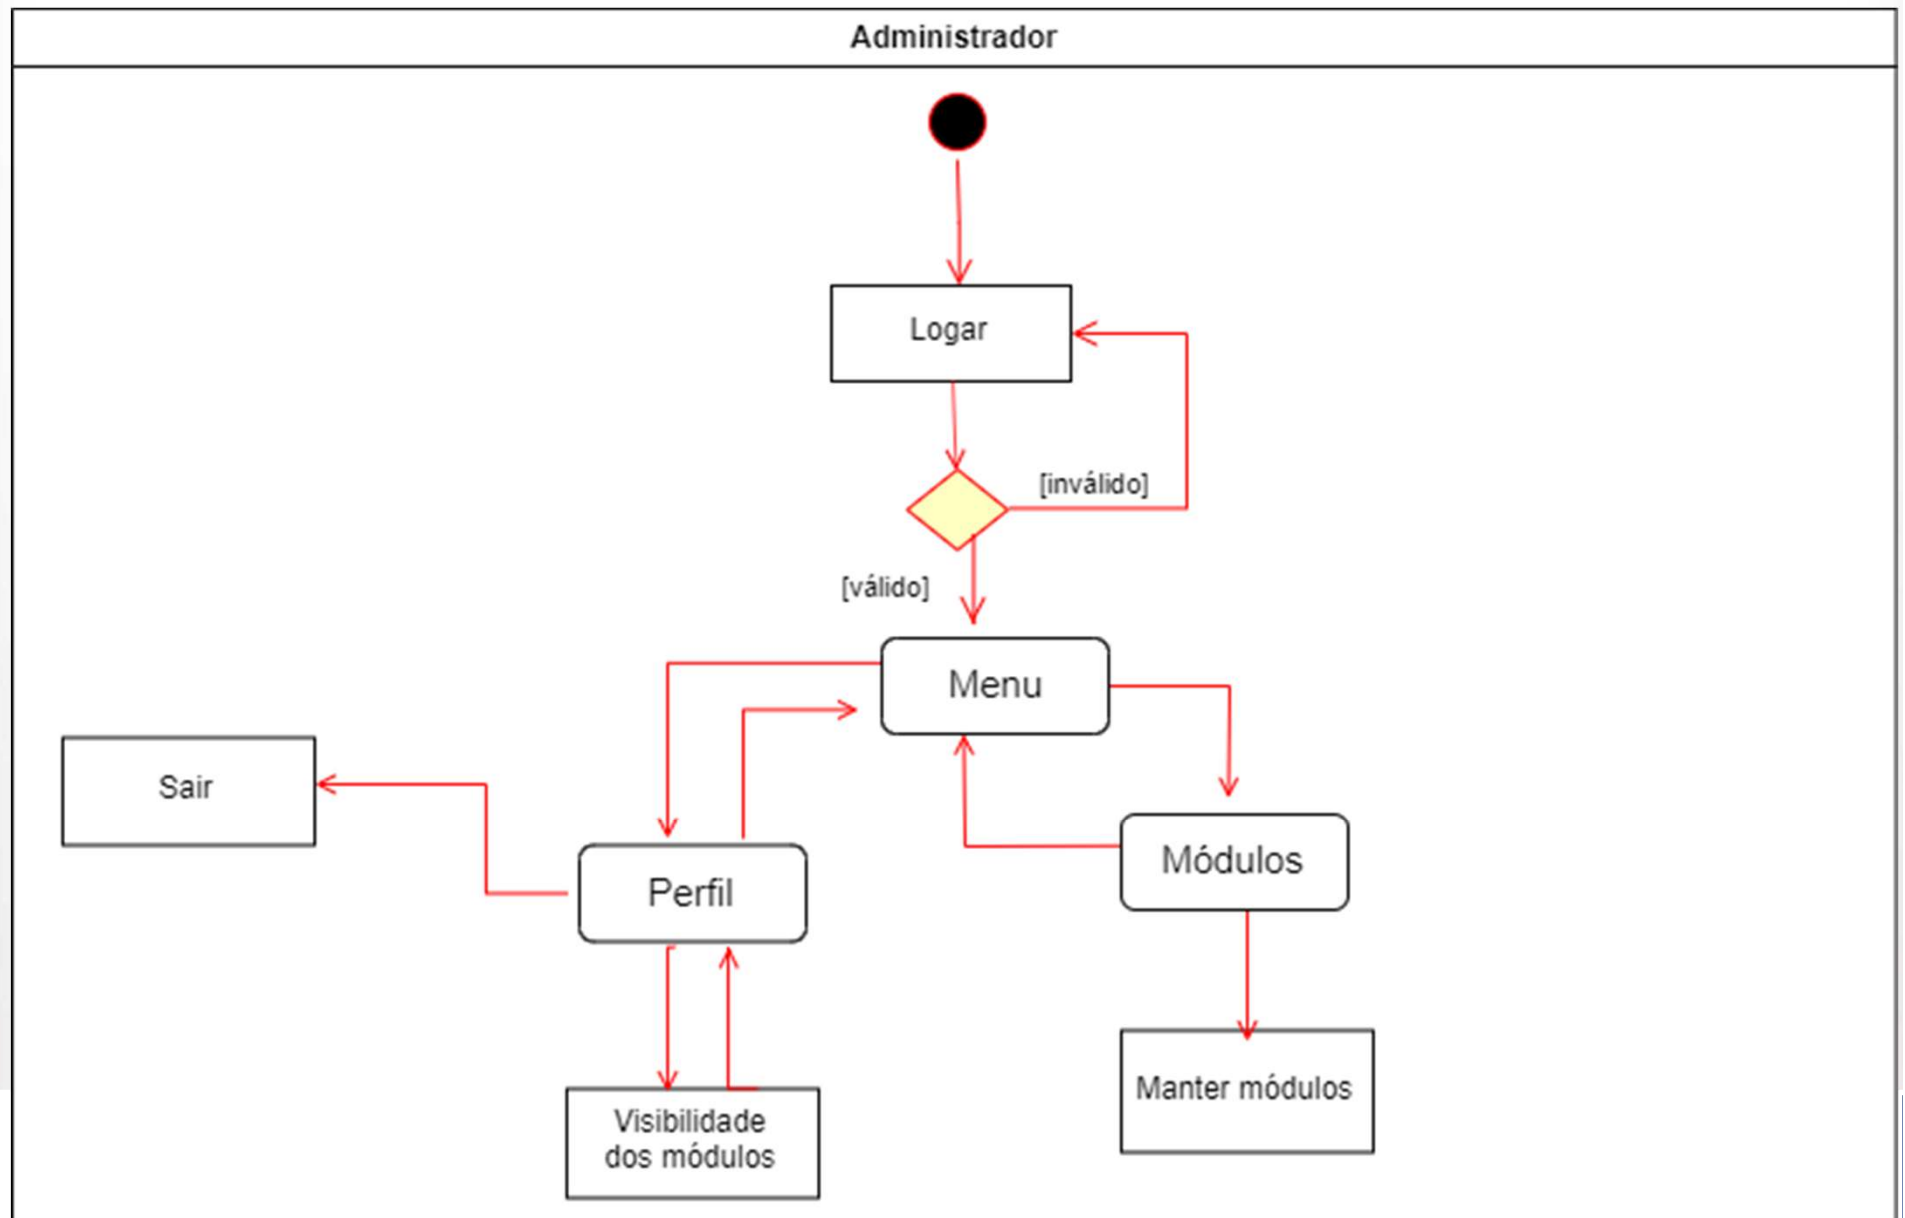 Administrador
Logar
[inválido]
[válido]
Menu
Sair
Módulos
Perfil
Manter módulos
Visibilidade
dos módulos